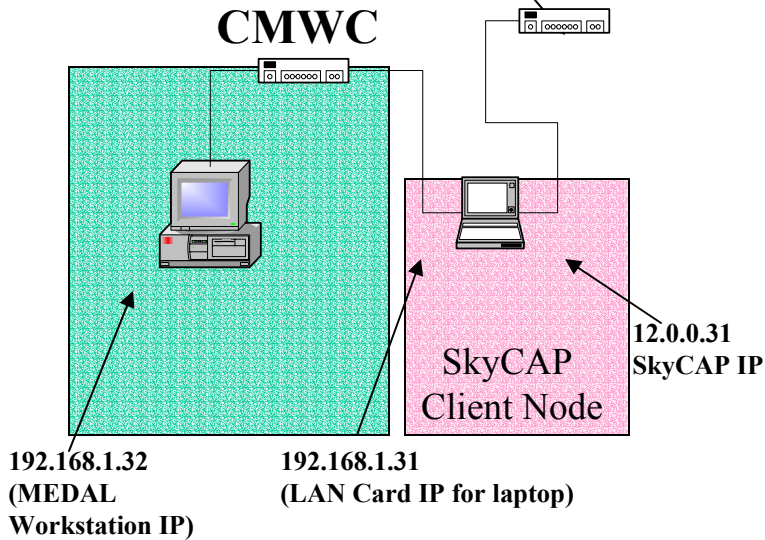 CMWC
12.0.0.31
SkyCAP IP
SkyCAP
Client Node
192.168.1.32
(MEDAL
Workstation IP)
192.168.1.31
(LAN Card IP for laptop)